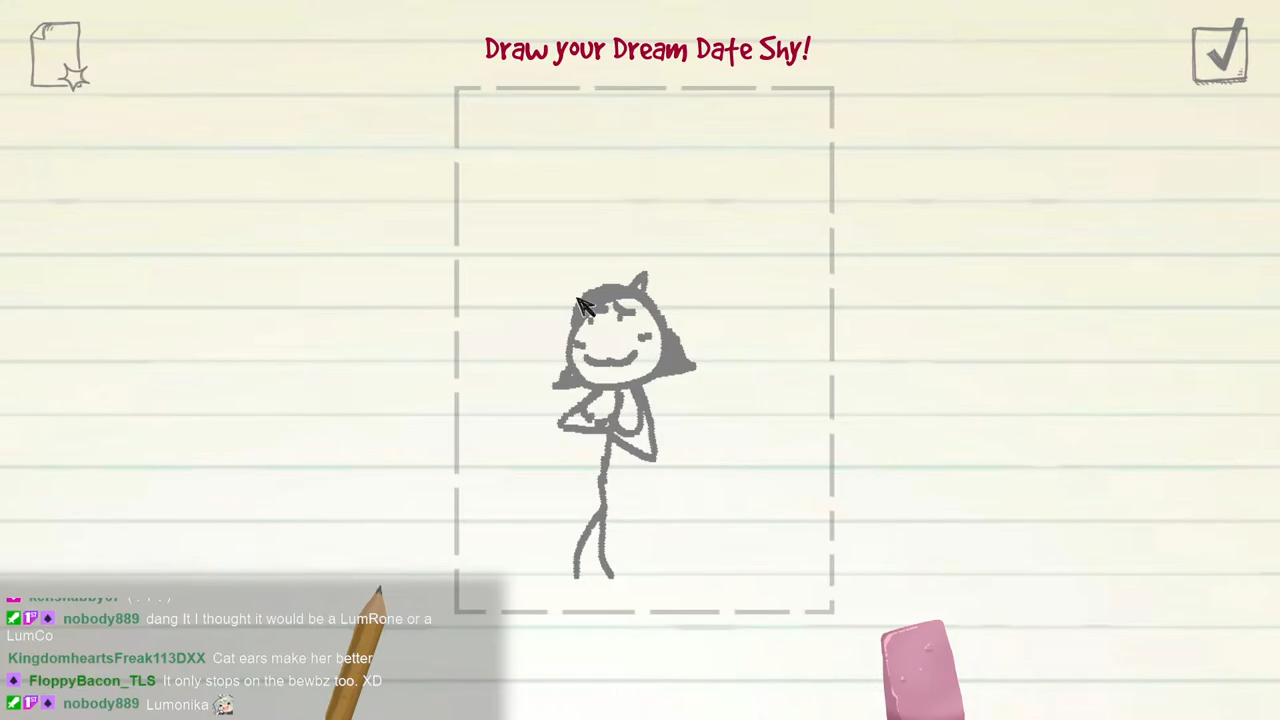 Draw your Dream Date Shy!
nobody889 dang It I thought it would be a LumRone or a
LumCo
KingdomheartsFreak113DXX Cat ears make her better
FloppyBacon_TLS It only stops on the bewbz too. XD
nobody889 Lumonika